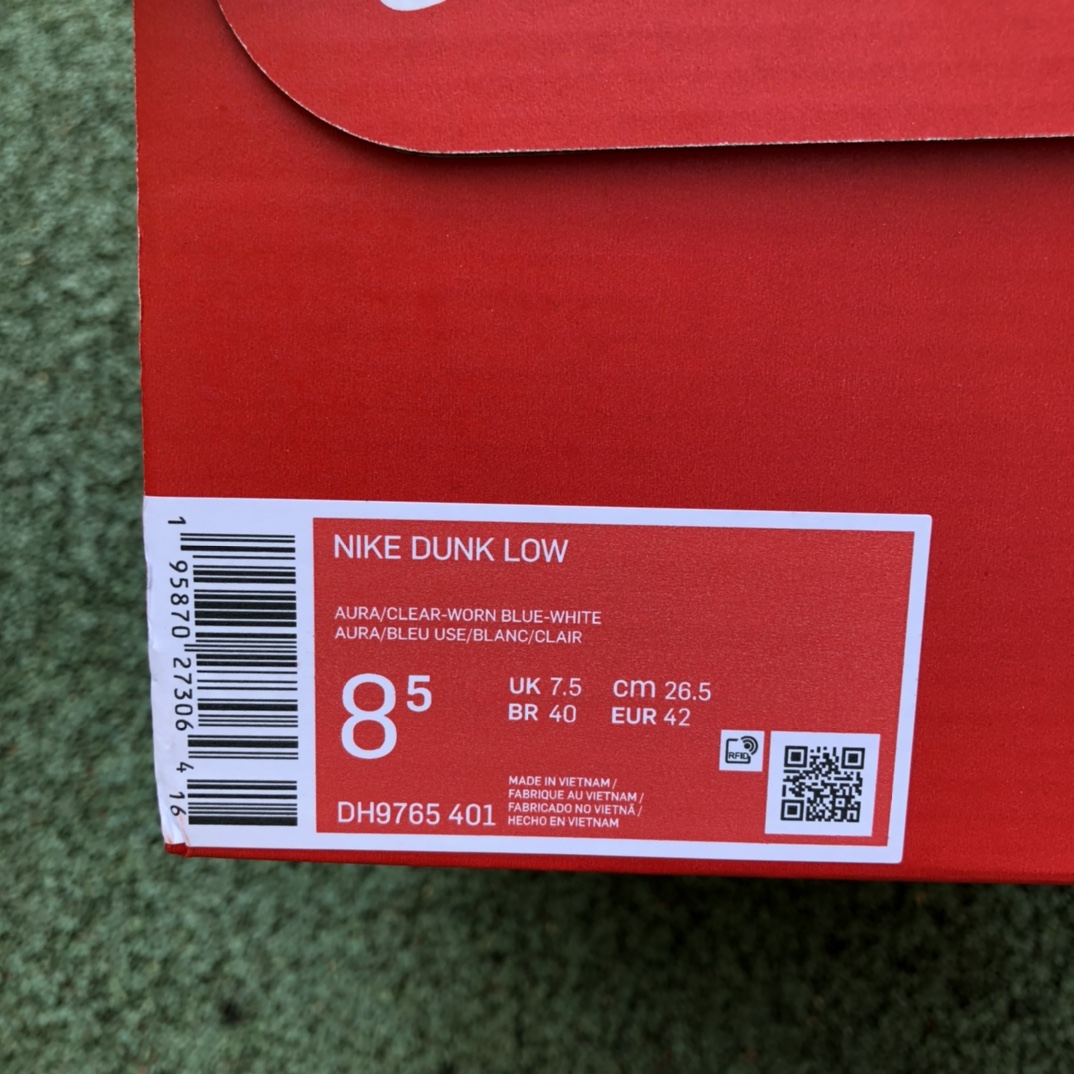 NIKE DUNK LOW
AURA/CLEAR-WORN BLUE-WHITE
AURA/BLEU USE/BLANC/CLAIR
8 5
UK 7.5 cm 26.5
BR 40 EUR 42
RFID
MADE IN VIETNAM /
FABRIQUE AU VIETNAM /
FABRICADO NO VIETNÃ /
HECHO EN VIETNAM
DH9765 401
1 95870 27306 4 16